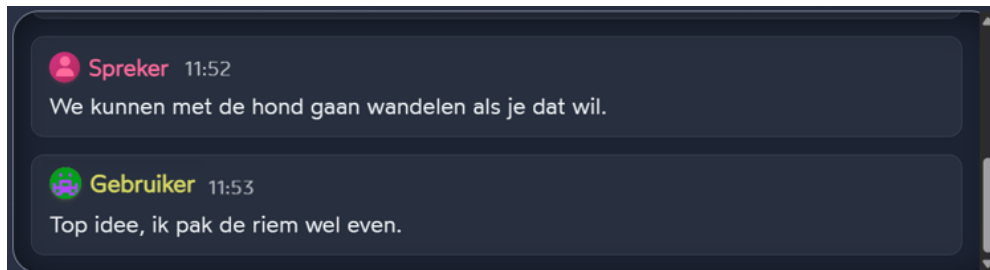 Spreker 11:52
We kunnen met de hond gaan wandelen als je dat wil.
Gebruiker 11:53
Top idee, ik pak de riem wel even.